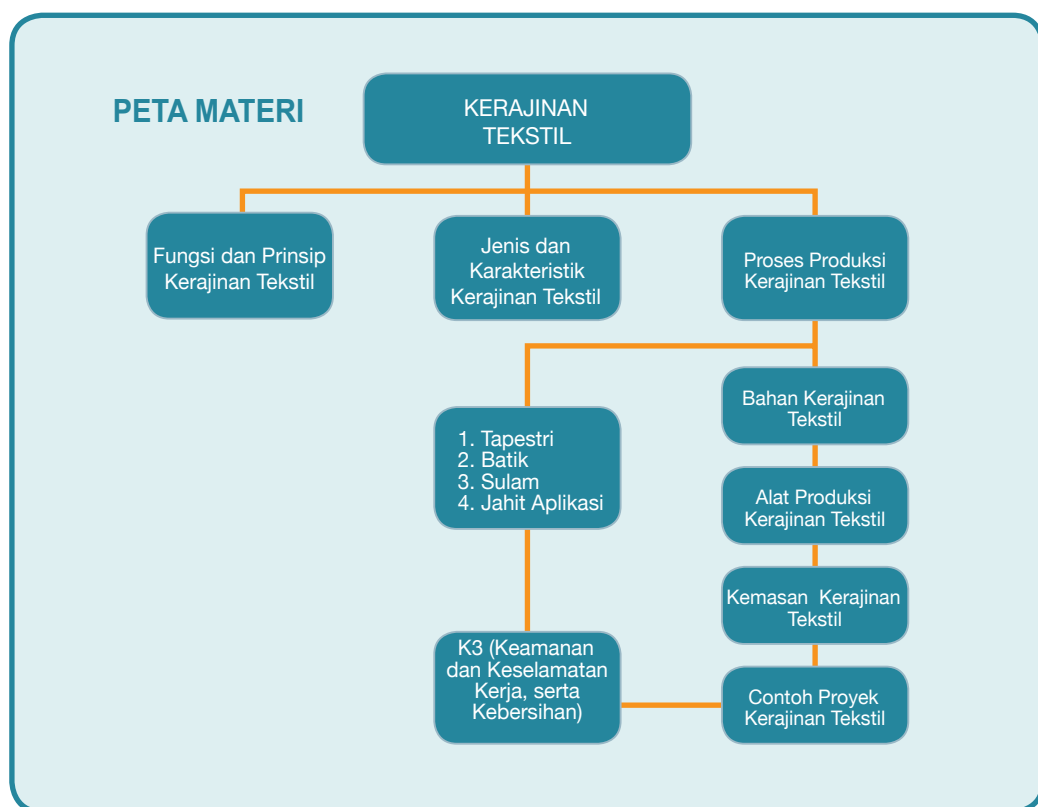 PETA MATERI
KERAJINAN
TEKSTIL
Fungsi dan Prinsip
Kerajinan Tekstil
Jenis dan
Karakteristik
Kerajinan Tekstil
Proses Produksi
Kerajinan Tekstil
1. Tapestri
2. Batik
3. Sulam
4. Jahit Aplikasi
Bahan Kerajinan
Tekstil
Alat Produksi
Kerajinan Tekstil
Kemasan Kerajinan
Tekstil
K3 (Keamanan
dan Keselamatan
Kerja, serta
Kebersihan)
Contoh Proyek
Kerajinan Tekstil